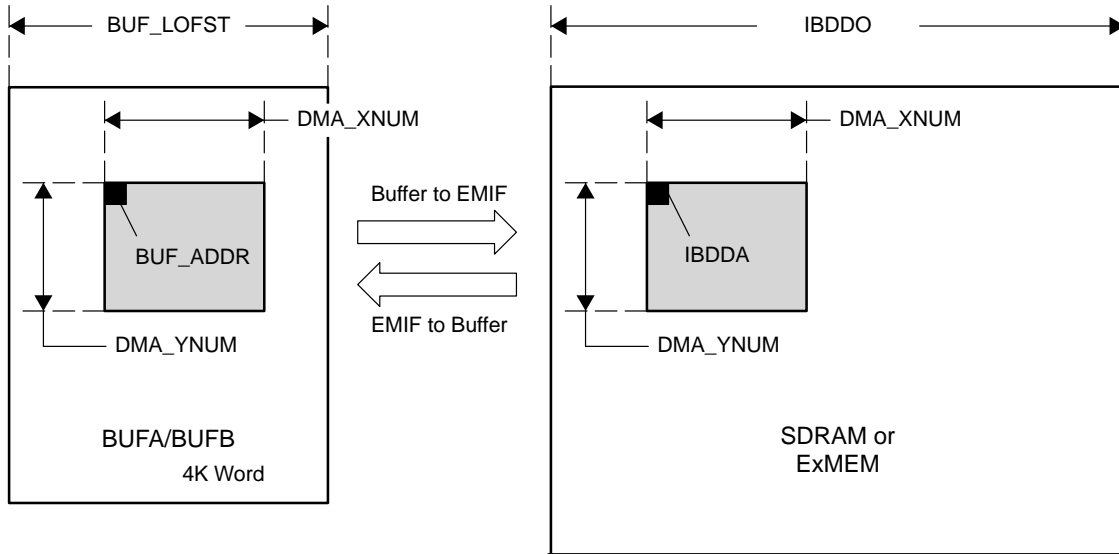 BUF_LOFST
IBDDO
DMA_XNUM
DMA_XNUM
Buffer to EMIF
BUF_ADDR
IBDDA
EMIF to Buffer
DMA_YNUM
DMA_YNUM
BUFA/BUFB
4K Word
SDRAM or
ExMEM